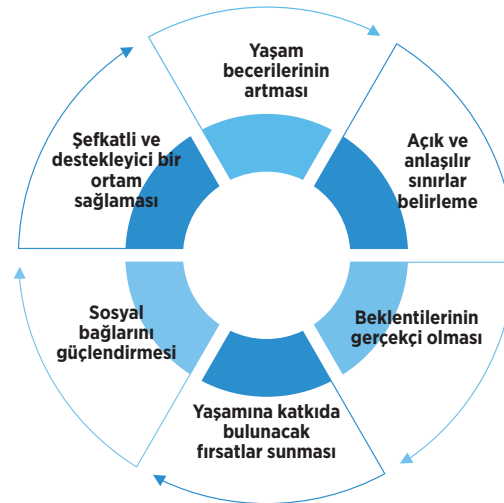 Yaşam
becerilerinin
artması
Açık ve
anlaşılır
sınırlar
belirleme
Beklentilerinin
gerçekçi olması
Yaşamına katkıda
bulunacak
fırsatlar sunması
Sosyal
bağlarını
güçlendirmesi
Şefkatli ve
destekleyici bir
ortam
sağlaması